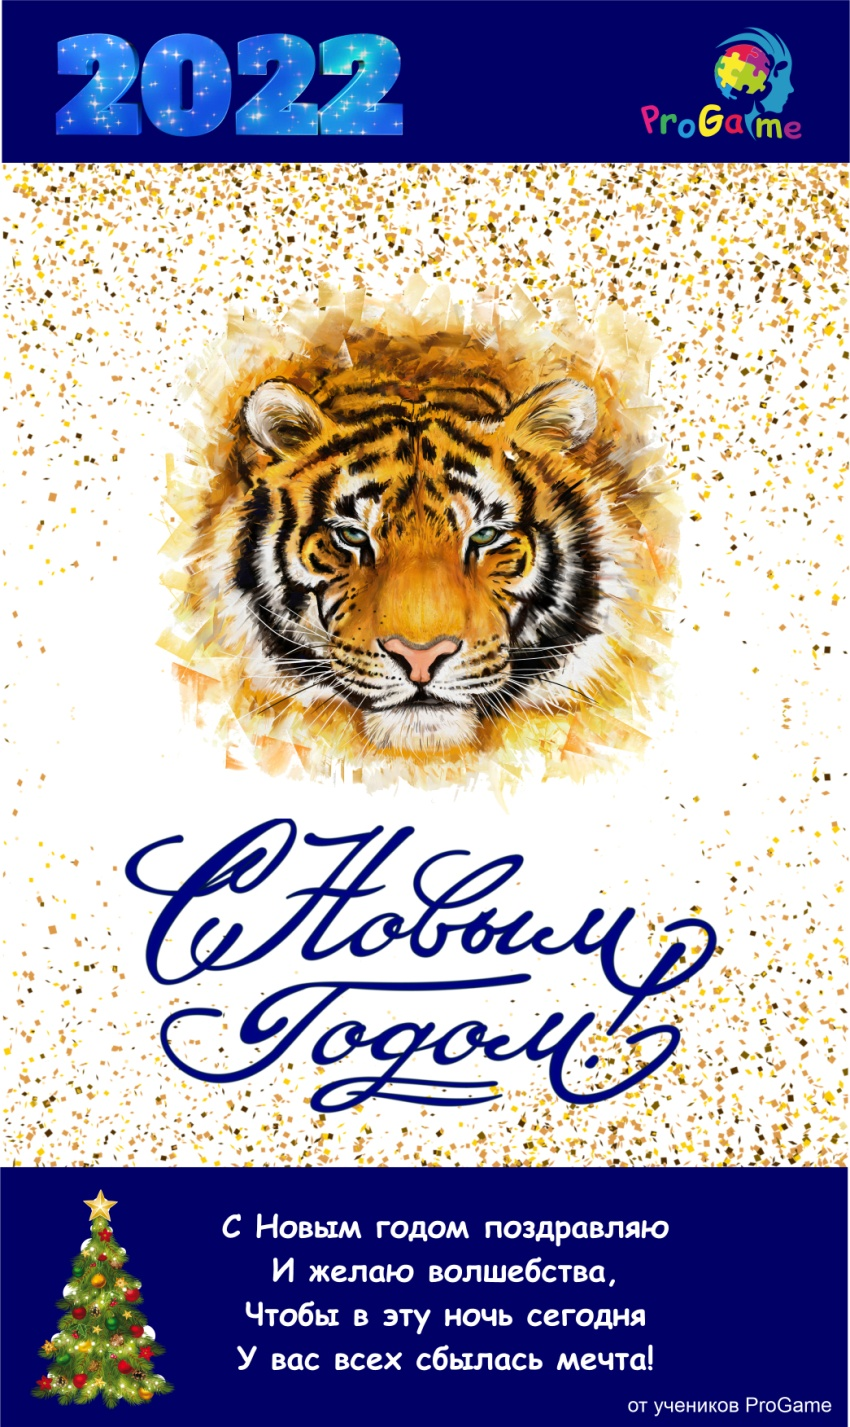 2022
ProGame
С Новым
Годом!
С Новым годом поздравляю
И желаю волшебства,
Чтобы в эту ночь сегодня
У вас всех сбылась мечта!
от учеников ProGame